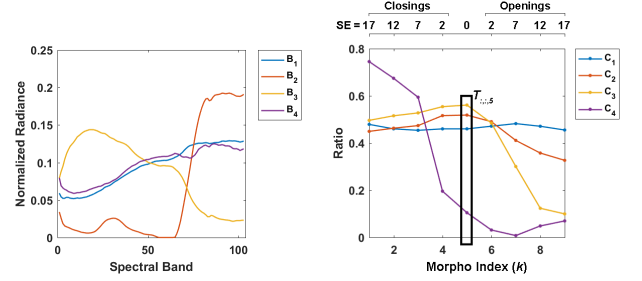 Closings Openings
SE = 17 12 7 2 0 2 7 12 17
0.25
0.2
0.15
0.1
0.05
0
0 50 100
Normalized Radiance
Spectral Band
B1
B2
B3
B4
0.8
0.6
0.4
0.2
0
2 4 6 8
Ratio
Morpho Index (k)
T:,:,5
C1
C2
C3
C4